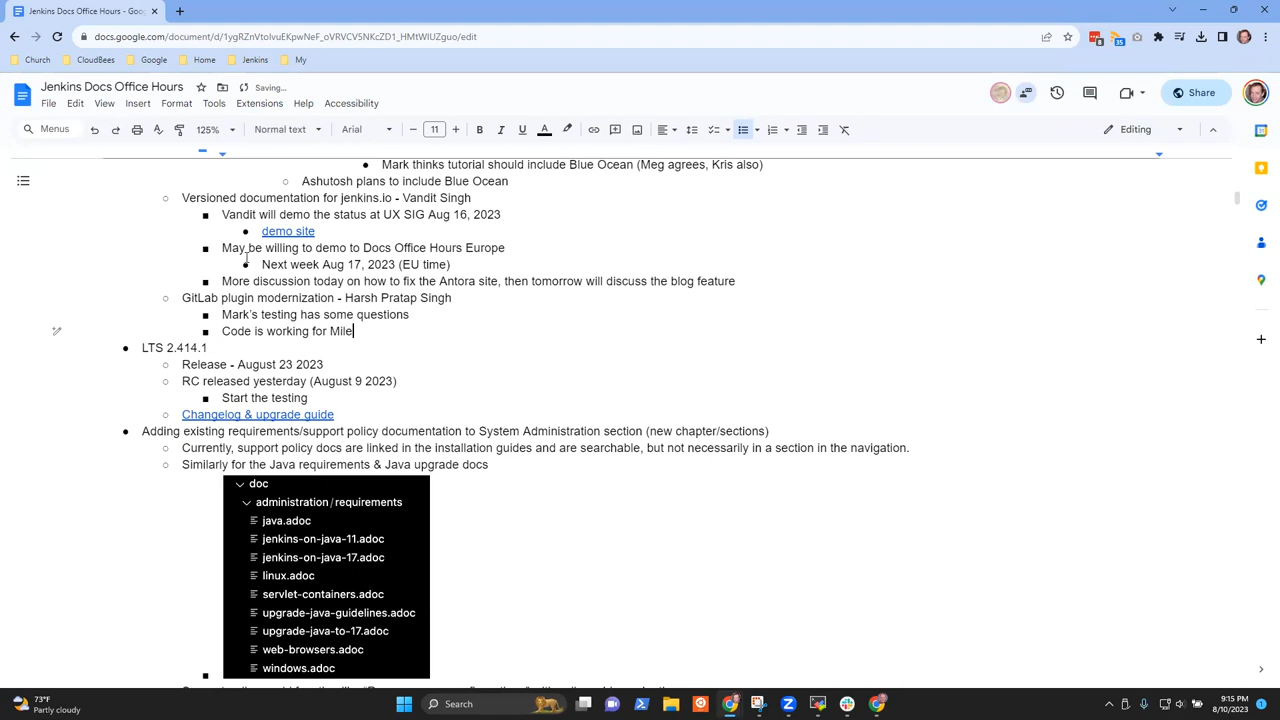 Jenkins Docs Office Hours - Go
docs.google.com/document/d/1ygRZnVtoIvuEKpwNeF_oVRVCV5NKcZD1_HMtWlUZguo/edit
Church CloudBees Google Home Jenkins My
Jenkins Docs Office Hours Saving...
File Edit View Insert Format Tools Extensions Help Accessibility
Share
Menus 125% Normal text Arial 11 B I U A Editing
Mark thinks tutorial should include Blue Ocean (Meg agrees, Kris also)
Ashutosh plans to include Blue Ocean
Versioned documentation for jenkins.io - Vandit Singh
Vandit will demo the status at UX SIG Aug 16, 2023
demo site
May be willing to demo to Docs Office Hours Europe
Next week Aug 17, 2023 (EU time)
More discussion today on how to fix the Antora site, then tomorrow will discuss the blog feature
GitLab plugin modernization - Harsh Pratap Singh
Mark's testing has some questions
Code is working for Mile
LTS 2.414.1
Release - August 23 2023
RC released yesterday (August 9 2023)
Start the testing
Changelog & upgrade guide
Adding existing requirements/support policy documentation to System Administration section (new chapter/sections)
Currently, support policy docs are linked in the installation guides and are searchable, but not necessarily in a section in the navigation.
Similarly for the Java requirements & Java upgrade docs
doc
administration/requirements
java.adoc
jenkins-on-java-11.adoc
jenkins-on-java-17.adoc
linux.adoc
servlet-containers.adoc
upgrade-java-guidelines.adoc
upgrade-java-to-17.adoc
web-browsers.adoc
windows.adoc
73°F
Partly cloudy
Search
9:15 PM
8/10/2023